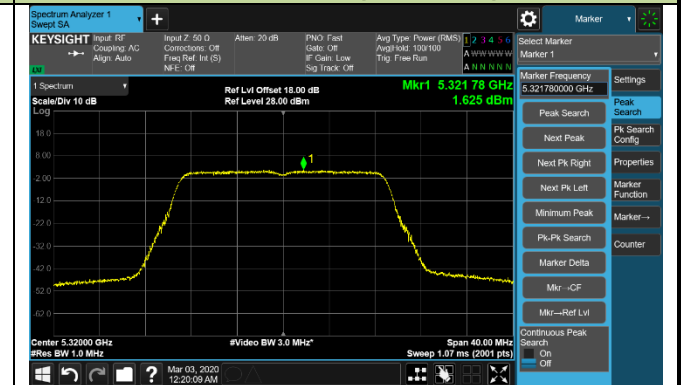 Spectrum Analyzer 1
Swept SA
Marker
KEYSIGHT
Input: RF
Coupling: AC
Align: Auto
Input Z: 50 Ω
Corrections: Off
Freq Ref: Int (S)
NFE: Off
Atten: 20 dB
PNO: Fast
Gate: Off
IF Gain: Low
Sig Track: Off
Avg Type: Power (RMS)
Avg|Hold: 100/100
Trig: Free Run
1 2 3 4 5 6
A W W W W W
A N N N N N
LXI
Select Marker
Marker 1
1 Spectrum
Scale/Div 10 dB
Log
Ref Lvl Offset 18.00 dB
Ref Level 28.00 dBm
Mkr1 5.321 78 GHz
1.625 dBm
18.0
8.00
-2.00
-12.0
-22.0
-32.0
-42.0
-52.0
-62.0
1
Center 5.32000 GHz
#Res BW 1.0 MHz
#Video BW 3.0 MHz*
Span 40.00 MHz
Sweep 1.07 ms (2001 pts)
Marker Frequency
5.321780000 GHz
Peak Search
Next Peak
Next Pk Right
Next Pk Left
Minimum Peak
Pk-Pk Search
Marker Delta
Mkr→CF
Mkr→Ref Lvl
Continuous Peak
Search
On
Off
Settings
Peak
Search
Pk Search
Config
Properties
Marker
Function
Marker→
Counter
?
Mar 03, 2020
12:20:09 AM